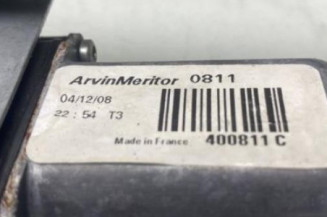 ArvinMeritor 0811
04/12/08
22:54 T3
Made in France 400811 C